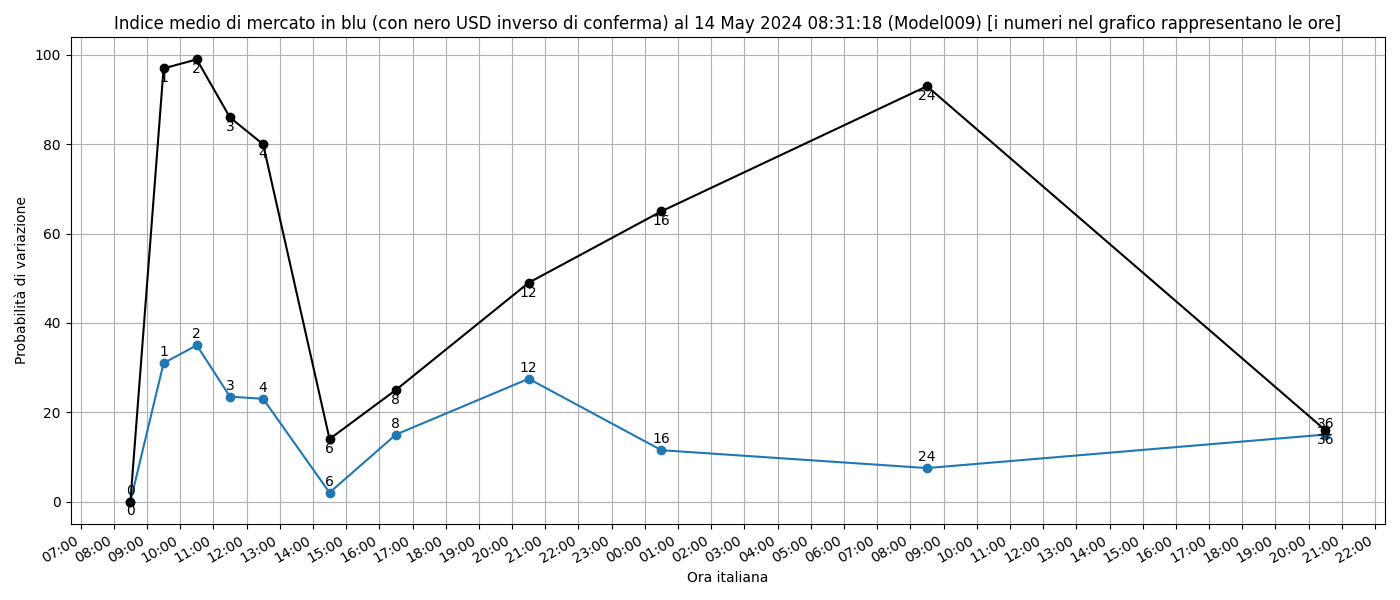 Indice medio di mercato in blu (con nero USD inverso di conferma) al 14 May 2024 08:31:18 (Model009) [i numeri nel grafico rappresentano le ore]
Probabilità di variazione
100
80
60
40
20
0
0 1 2 3 4 6 8 12 16 24 36
0 1 2 3 4 6 8 12 16 24 36
07:00 08:00 09:00 10:00 11:00 12:00 13:00 14:00 15:00 16:00 17:00 18:00 19:00 20:00 21:00 22:00 23:00 00:00 01:00 02:00 03:00 04:00 05:00 06:00 07:00 08:00 09:00 10:00 11:00 12:00 13:00 14:00 15:00 16:00 17:00 18:00 19:00 20:00 21:00 22:00
Ora italiana